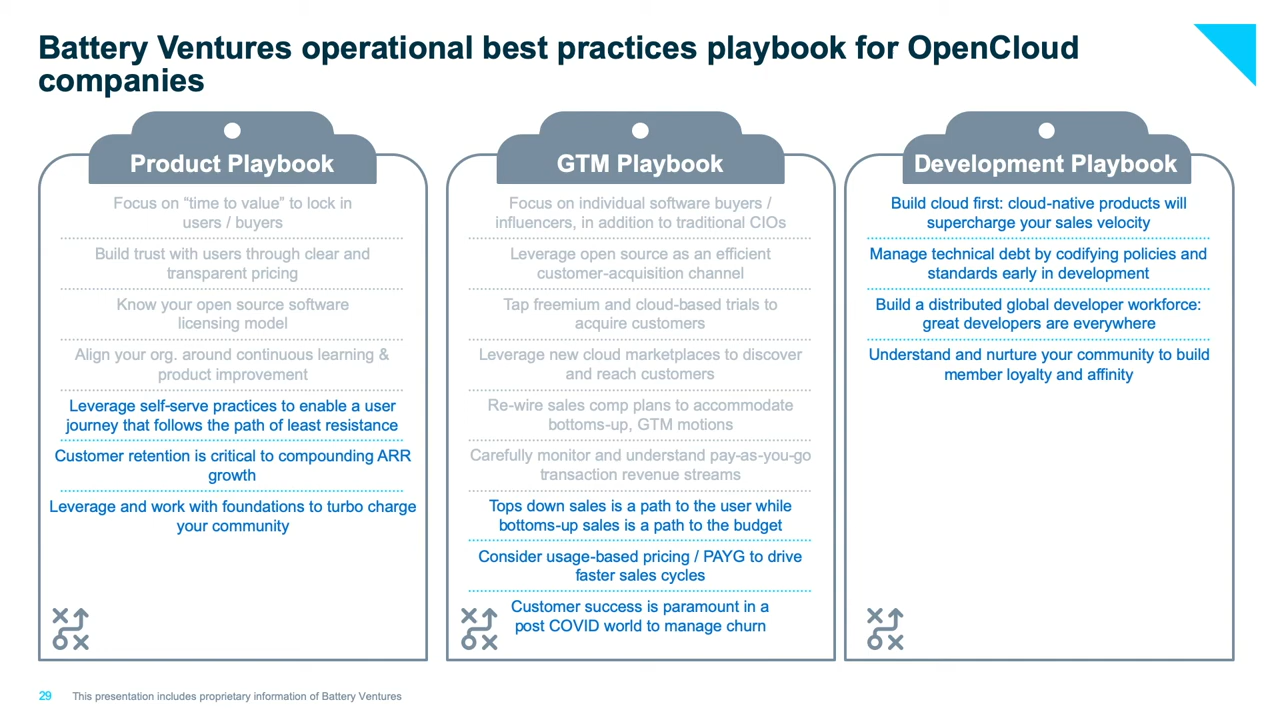 Battery Ventures operational best practices playbook for OpenCloud
companies
Product Playbook
Focus on “time to value” to lock in
users / buyers
Build trust with users through clear and
transparent pricing
Know your open source software
licensing model
Align your org. around continuous learning &
product improvement
Leverage self-serve practices to enable a user
journey that follows the path of least resistance
Customer retention is critical to compounding ARR
growth
Leverage and work with foundations to turbo charge
your community
GTM Playbook
Focus on individual software buyers /
influencers, in addition to traditional CIOs
Leverage open source as an efficient
customer-acquisition channel
Tap freemium and cloud-based trials to
acquire customers
Leverage new cloud marketplaces to discover
and reach customers
Re-wire sales comp plans to accommodate
bottoms-up, GTM motions
Carefully monitor and understand pay-as-you-go
transaction revenue streams
Tops down sales is a path to the user while
bottoms-up sales is a path to the budget
Consider usage-based pricing / PAYG to drive
faster sales cycles
Customer success is paramount in a
post COVID world to manage churn
Development Playbook
Build cloud first: cloud-native products will
supercharge your sales velocity
Manage technical debt by codifying policies and
standards early in development
Build a distributed global developer workforce:
great developers are everywhere
Understand and nurture your community to build
member loyalty and affinity
29 This presentation includes proprietary information of Battery Ventures